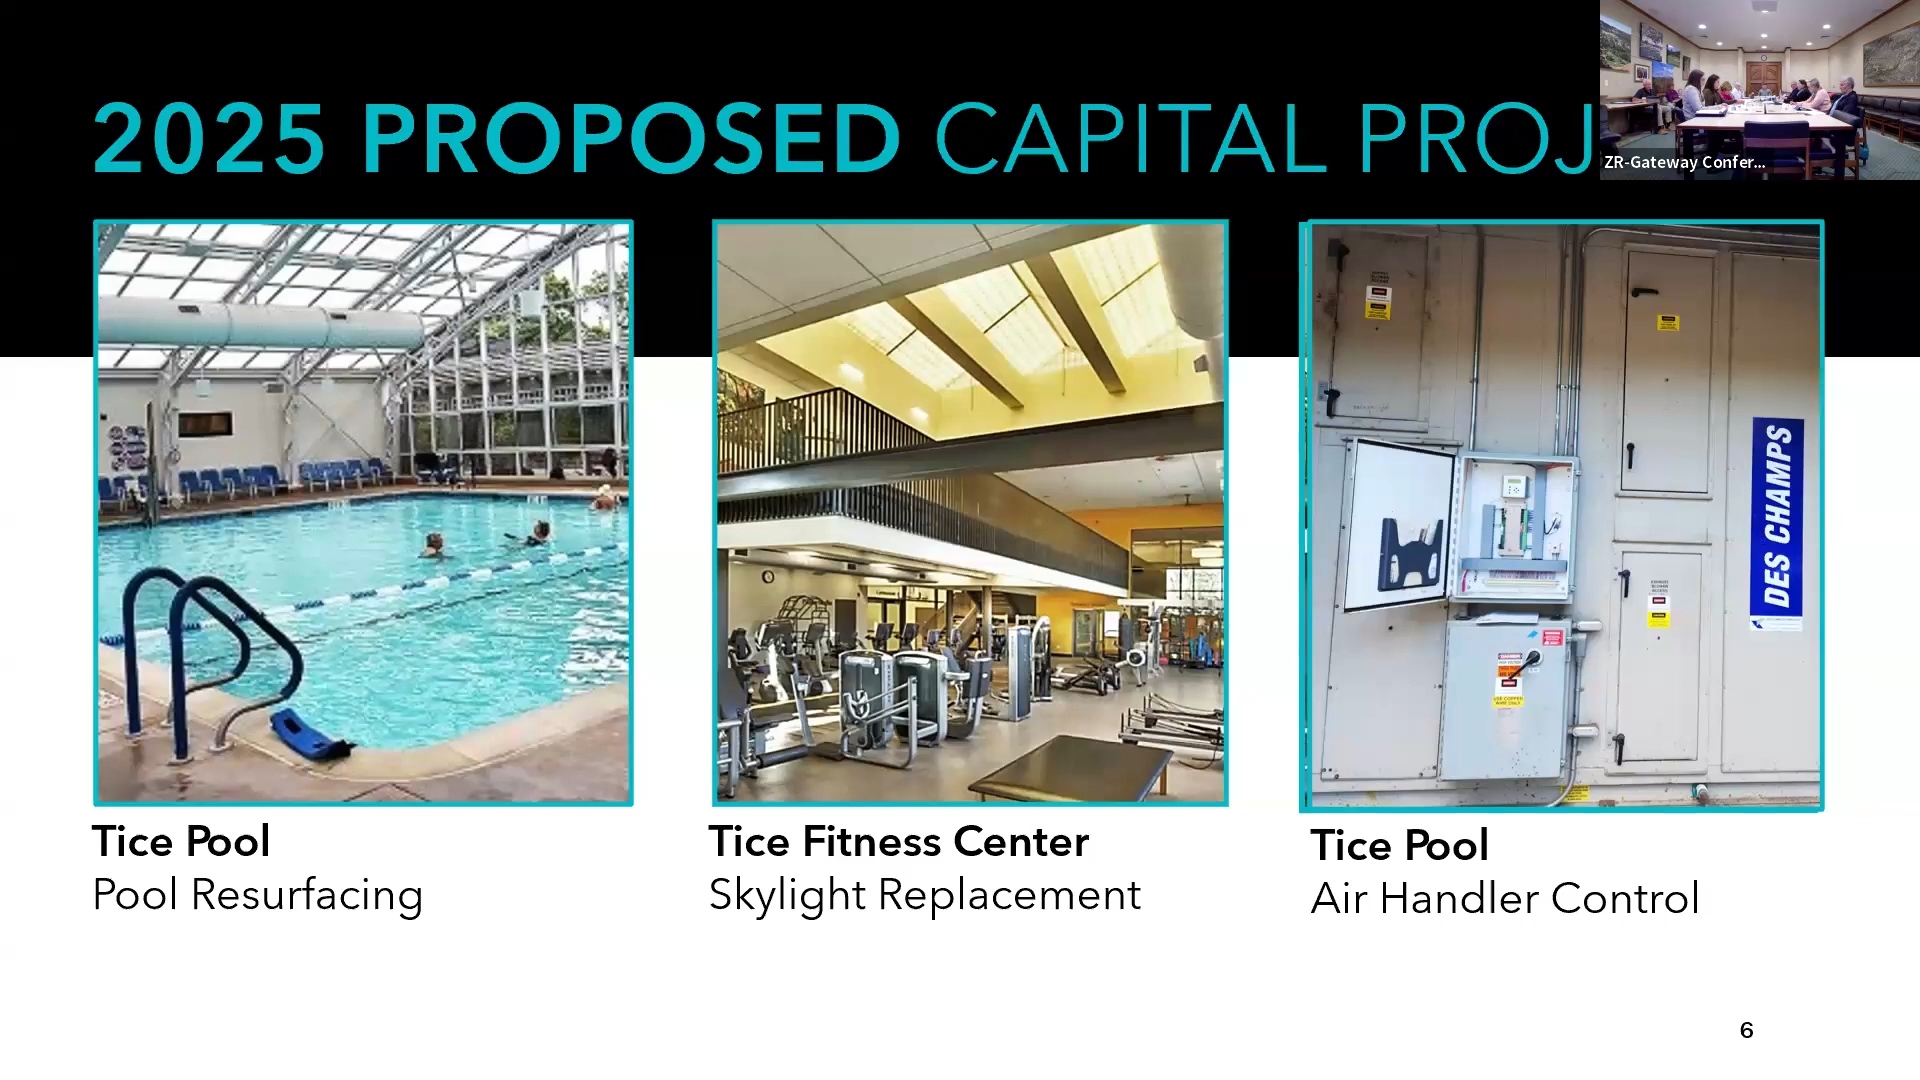 2025 PROPOSED CAPITAL PROJ
ZR-Gateway Confer...
DES CHAMPS
Tice Pool
Pool Resurfacing
Tice Fitness Center
Skylight Replacement
Tice Pool
Air Handler Control
6